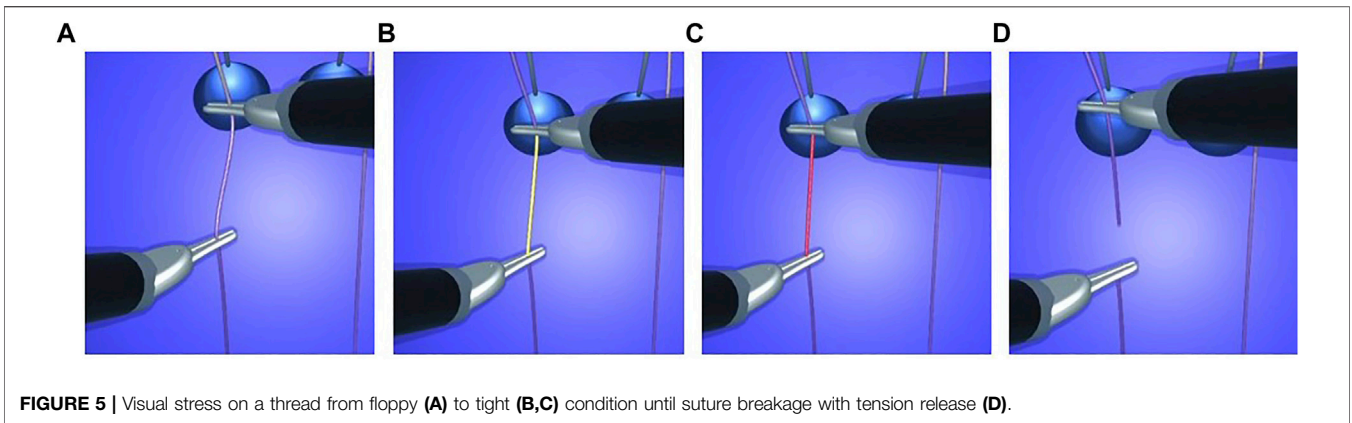 A B C D
FIGURE 5 | Visual stress on a thread from floppy (A) to tight (B,C) condition until suture breakage with tension release (D).